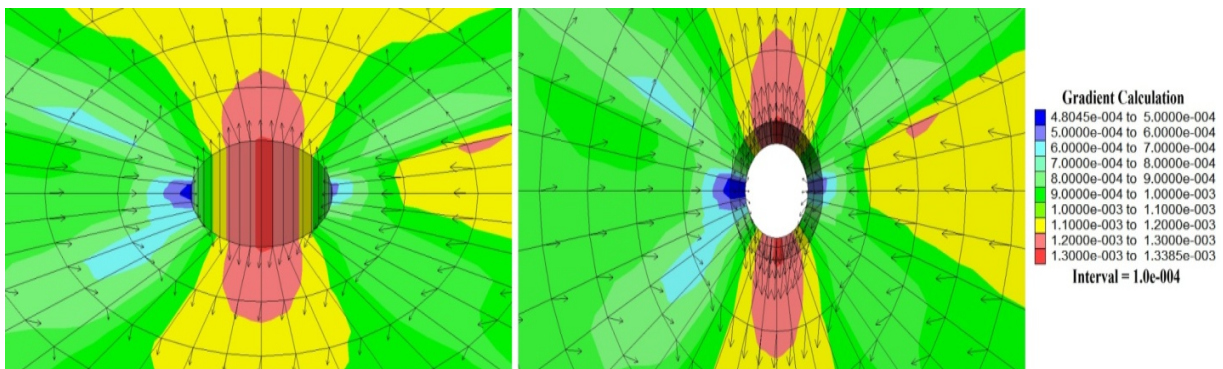 Gradient Calculation
4.8045e-004 to 5.0000e-004
5.0000e-004 to 6.0000e-004
6.0000e-004 to 7.0000e-004
7.0000e-004 to 8.0000e-004
8.0000e-004 to 9.0000e-004
9.0000e-004 to 1.0000e-003
1.0000e-003 to 1.1000e-003
1.1000e-003 to 1.2000e-003
1.2000e-003 to 1.3000e-003
1.3000e-003 to 1.3385e-003
Interval = 1.0e-004